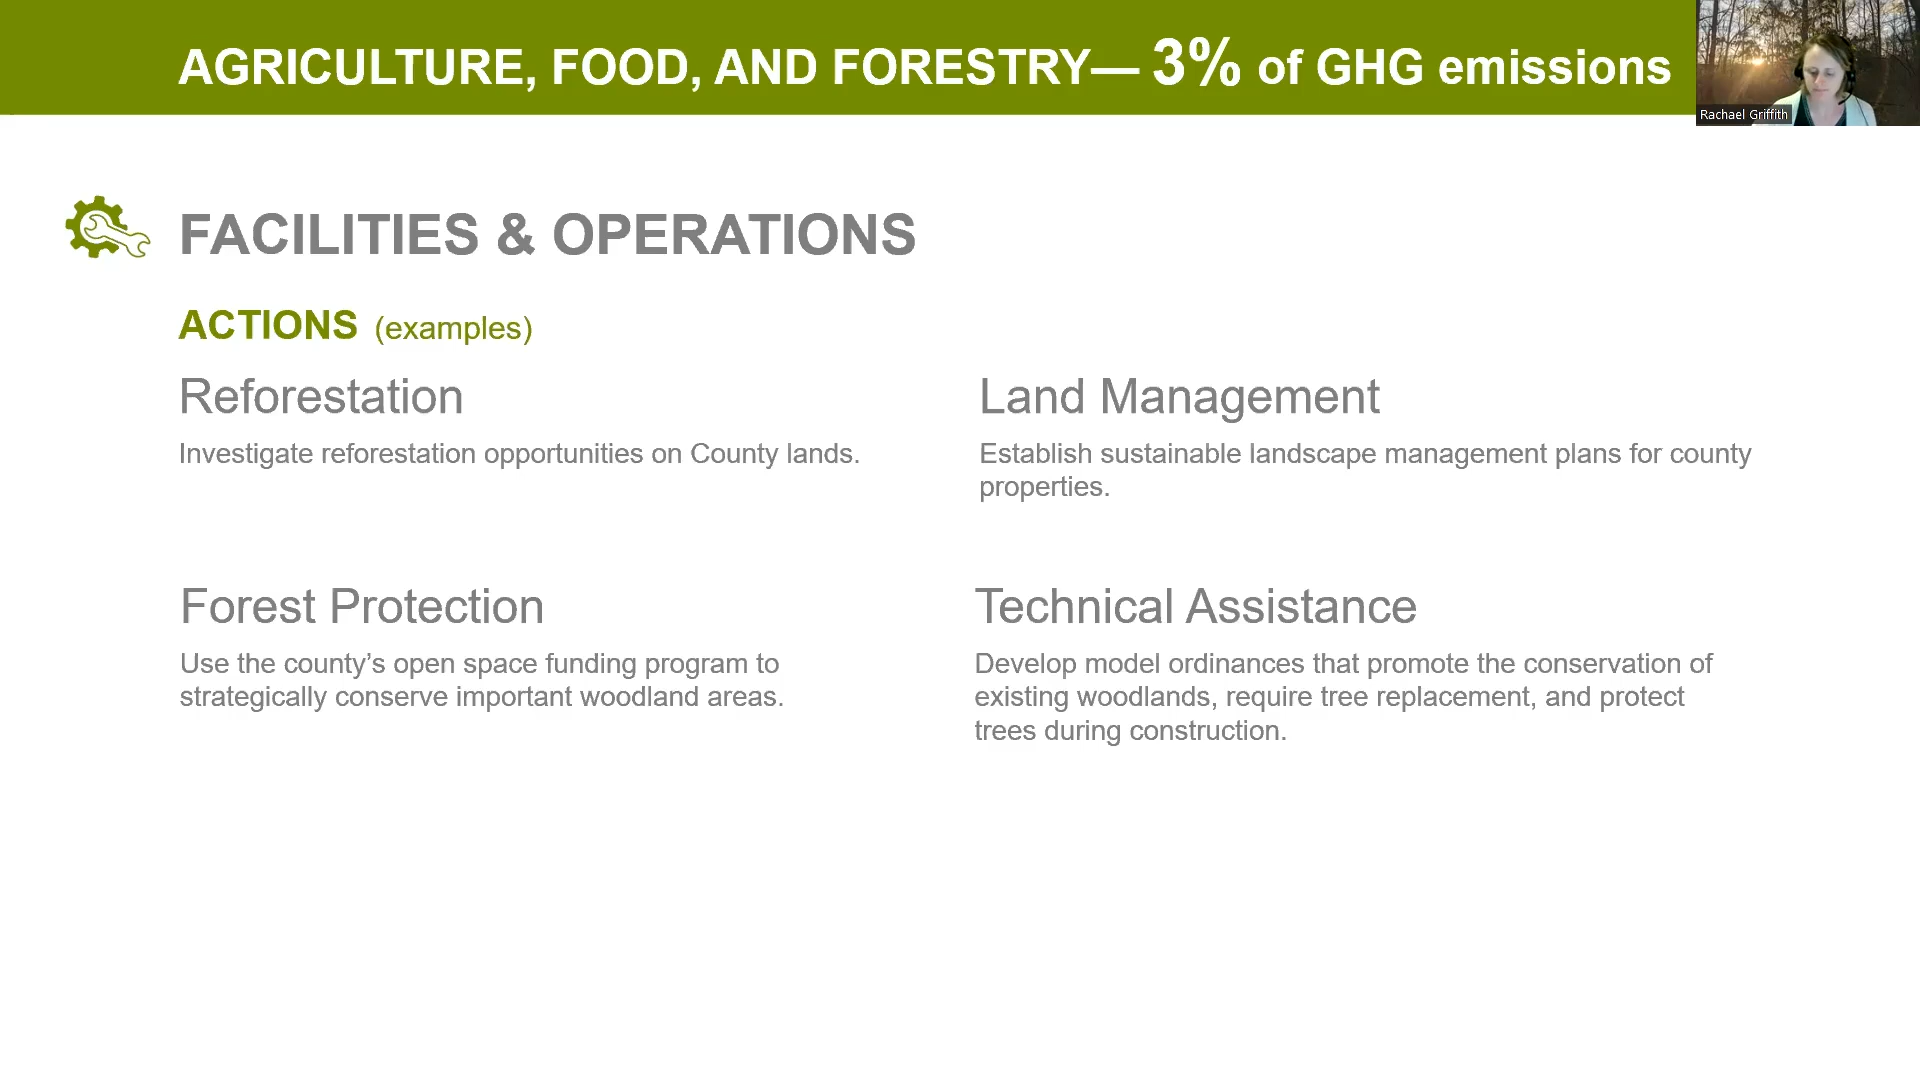 AGRICULTURE, FOOD, AND FORESTRY— 3% of GHG emissions
Rachael Griffith
FACILITIES & OPERATIONS
ACTIONS (examples)
Reforestation
Investigate reforestation opportunities on County lands.
Land Management
Establish sustainable landscape management plans for county
properties.
Forest Protection
Use the county’s open space funding program to
strategically conserve important woodland areas.
Technical Assistance
Develop model ordinances that promote the conservation of
existing woodlands, require tree replacement, and protect
trees during construction.